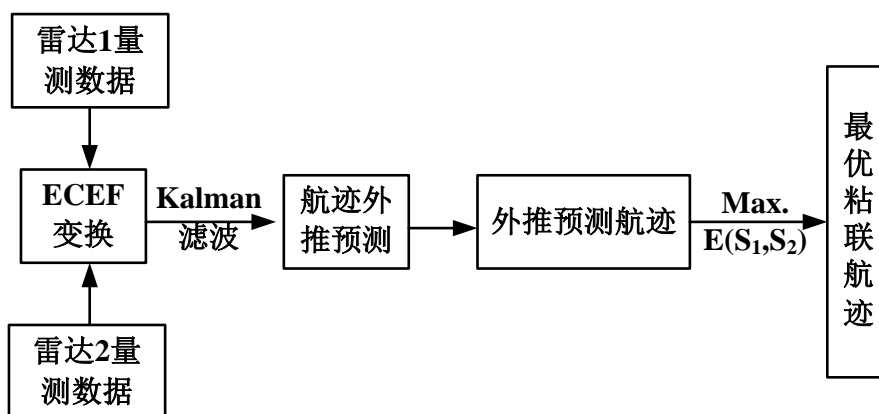 雷达1量
测数据
ECEF
变换
雷达2量
测数据
Kalman
滤波
航迹外
推预测
外推预测航迹
Max.
E(S₁,S₂)
最
优
粘
联
航
迹